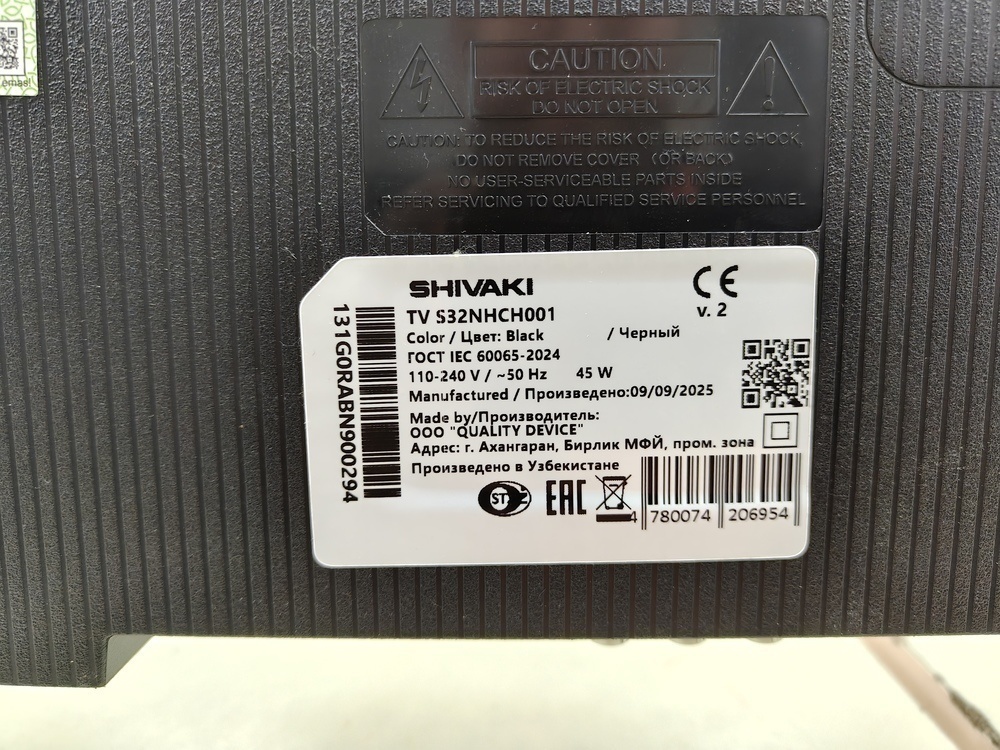 emas!
CAUTION
RISK OF ELECTRIC SHOCK
DO NOT OPEN
CAUTION: TO REDUCE THE RISK OF ELECTRIC SHOCK,
DO NOT REMOVE COVER (OR BACK)
NO USER-SERVICEABLE PARTS INSIDE
REFER SERVICING TO QUALIFIED SERVICE PERSONNEL
131G0RABN900294
SHIVAKI
CE
TV S32NHCH001
v. 2
Color / Цвет: Black / Черный
ГОСТ IEC 60065-2024
110-240 V / ~50 Hz 45 W
Manufactured / Произведено:09/09/2025
Made by/Производитель:
ООО "QUALITY DEVICE"
Адрес: г. Ахангаран, Бирлик МФЙ, пром. зона
Произведено в Узбекистане
ST
EAC
4 780074 206954